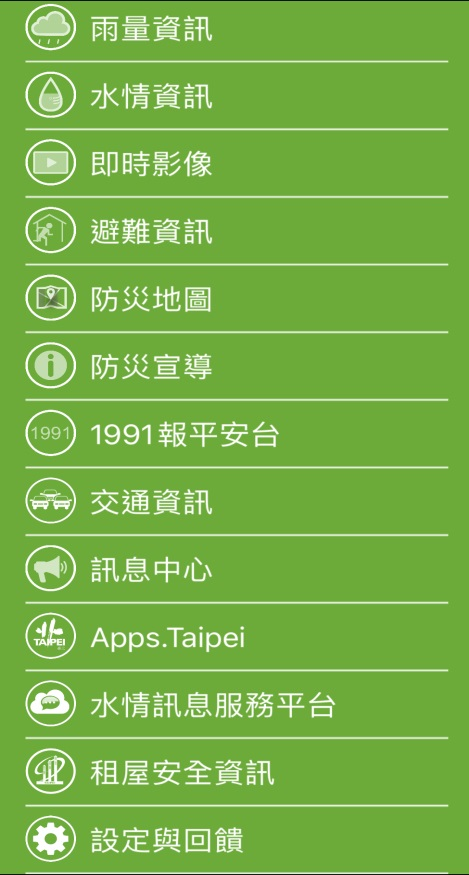 雨量資訊
水情資訊
即時影像
避難資訊
防災地圖
防災宣導
1991 1991報平安台
交通資訊
訊息中心
TAIPEI Apps.Taipei
水情訊息服務平台
租屋安全資訊
設定與回饋